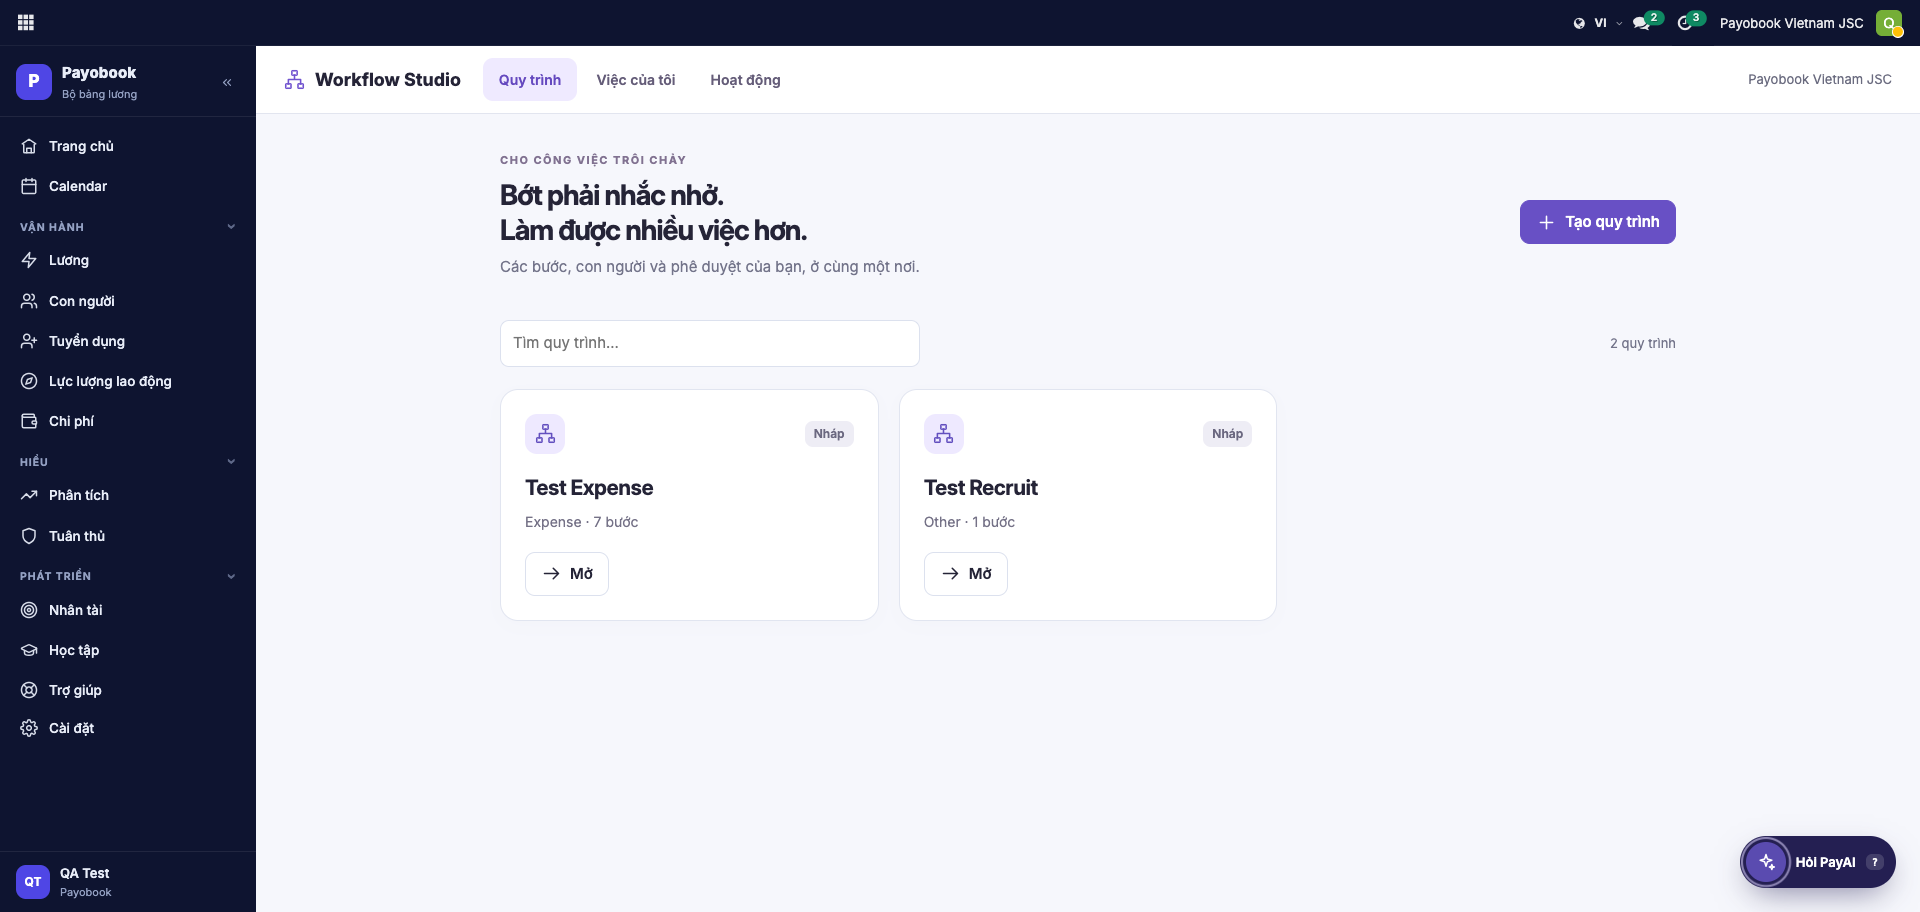 VI
2
3
Payobook Vietnam JSC
Q
P
Payobook
Bộ bảng lương
«
Trang chủ
Calendar
VẬN HÀNH
Lương
Con người
Tuyển dụng
Lực lượng lao động
Chi phí
HIỂU
Phân tích
Tuân thủ
PHÁT TRIỂN
Nhân tài
Học tập
Trợ giúp
Cài đặt
QT
QA Test
Payobook
Workflow Studio
Quy trình
Việc của tôi
Hoạt động
Payobook Vietnam JSC
CHO CÔNG VIỆC TRÔI CHẢY
Bớt phải nhắc nhở.
Làm được nhiều việc hơn.
Các bước, con người và phê duyệt của bạn, ở cùng một nơi.
Tạo quy trình
Tìm quy trình...
2 quy trình
Nháp
Test Expense
Expense · 7 bước
Mở
Nháp
Test Recruit
Other · 1 bước
Mở
Hỏi PayAI
?